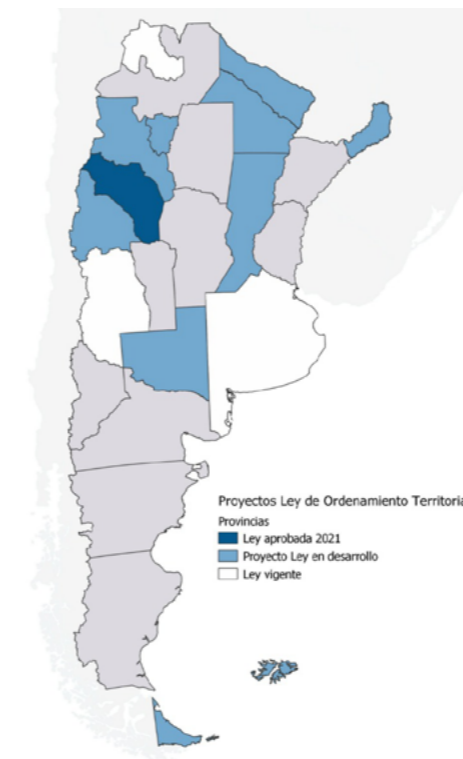 Proyectos Ley de Ordenamiento Territoria
Provincias
Ley aprobada 2021
Proyecto Ley en desarrollo
Ley vigente